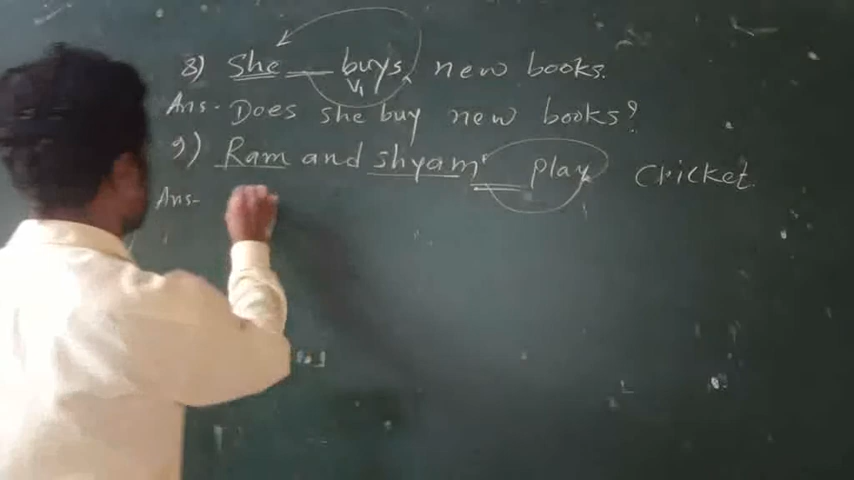 8) She buys new books.
V1
Ans- Does she buy new books?
9) Ram and shyam play cricket.
Ans-